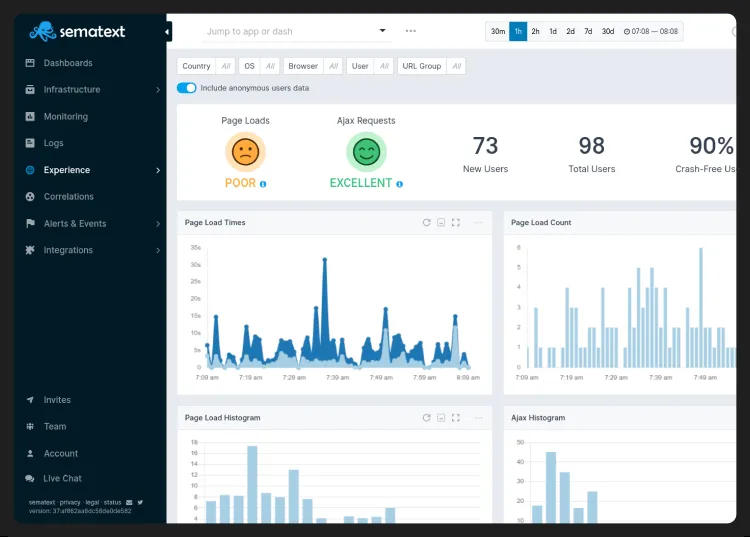 sematext
Jump to app or dash
30m 1h 2h 1d 2d 7d 30d 07:08 — 08:08
Dashboards
Infrastructure
Monitoring
Logs
Experience
Correlations
Alerts & Events
Integrations
Invites
Team
Account
Live Chat
sematext · privacy · legal · status
Country All OS All Browser All User All URL Group All
Include anonymous users data
Page Loads
POOR
Ajax Requests
EXCELLENT
73
New Users
98
Total Users
90%
Crash-Free Us
Page Load Times
35s
30s
25s
20s
15s
10s
5s
0
7:09 am 7:19 am 7:29 am 7:39 am 7:49 am 7:59 am 8:09 am
Page Load Count
6
5
4
3
2
1
0
7:09 am 7:19 am 7:29 am 7:39 am 7:49 am
Page Load Histogram
18
16
14
12
10
8
6
4
Ajax Histogram
50
40
30
20
10